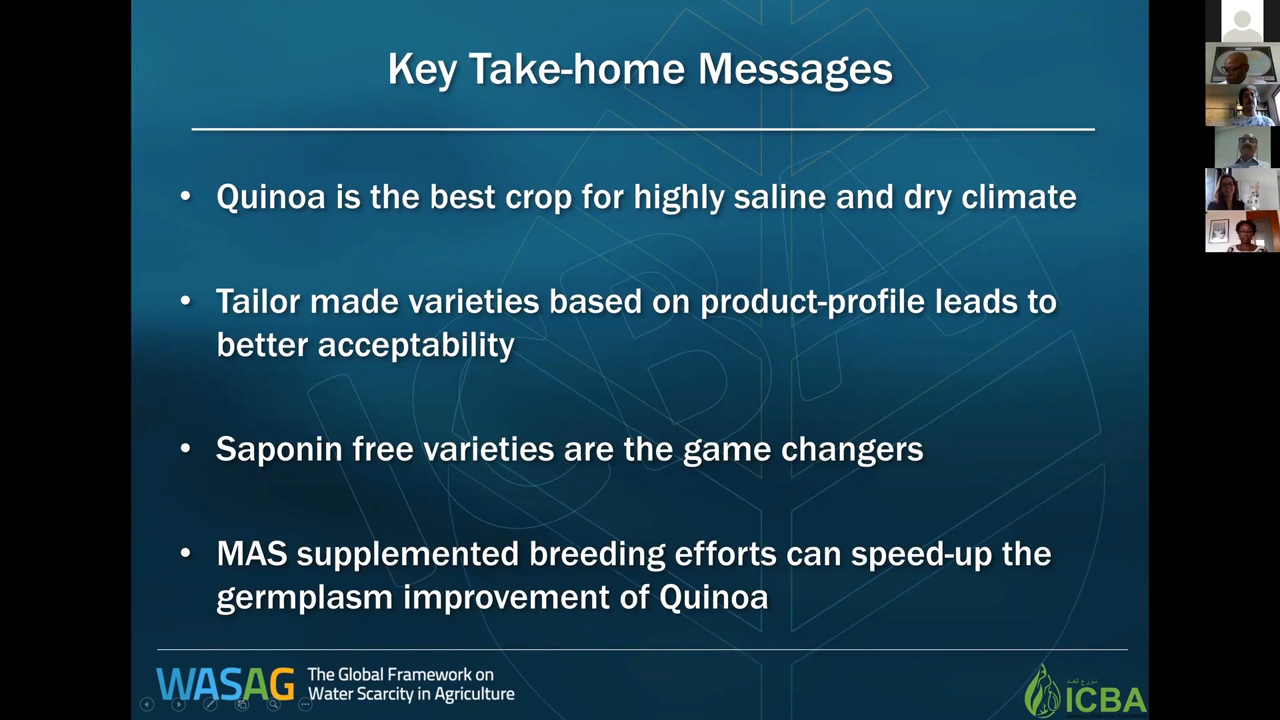 Key Take-home Messages
• Quinoa is the best crop for highly saline and dry climate
• Tailor made varieties based on product-profile leads to
better acceptability
• Saponin free varieties are the game changers
• MAS supplemented breeding efforts can speed-up the
germplasm improvement of Quinoa
WASAG The Global Framework on
Water Scarcity in Agriculture
نزرع للغد
ICBA